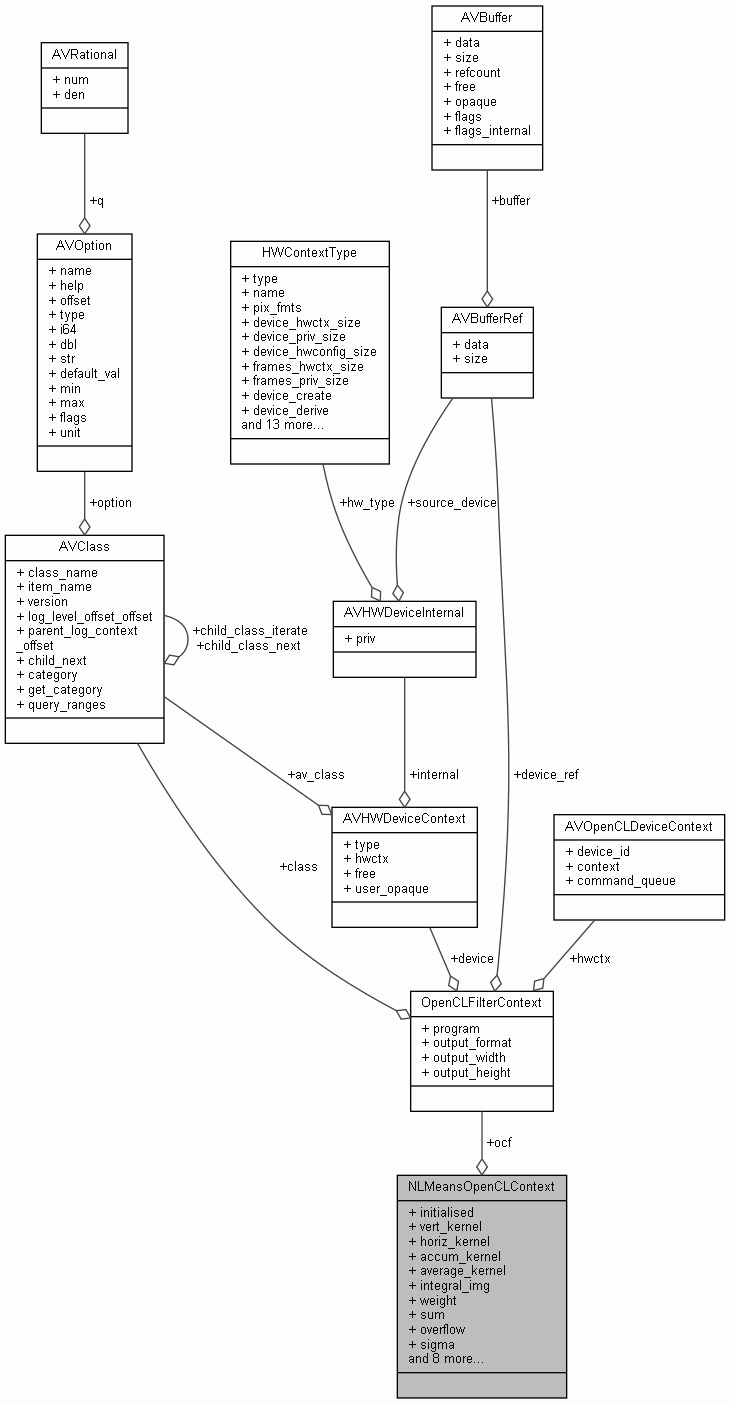 AVBuffer
+ data
+ size
+ refcount
+ free
+ opaque
+ flags
+ flags_internal
AVRational
+ num
+ den
+q
+buffer
AVOption
+ name
+ help
+ offset
+ type
+ i64
+ dbl
+ str
+ default_val
+ min
+ max
+ flags
+ unit
HWContextType
+ type
+ name
+ pix_fmts
+ device_hwctx_size
+ device_priv_size
+ device_hwconfig_size
+ frames_hwctx_size
+ frames_priv_size
+ device_create
+ device_derive
and 13 more...
AVBufferRef
+ data
+ size
+option
+hw_type
+source_device
AVClass
+ class_name
+ item_name
+ version
+ log_level_offset_offset
+ parent_log_context
_offset
+ child_next
+ category
+ get_category
+ query_ranges
+child_class_iterate
+child_class_next
AVHWDeviceInternal
+ priv
+av_class
+internal
+device_ref
+class
AVHWDeviceContext
+ type
+ hwctx
+ free
+ user_opaque
AVOpenCLDeviceContext
+ device_id
+ context
+ command_queue
+device
+hwctx
OpenCLFilterContext
+ program
+ output_format
+ output_width
+ output_height
+ocf
NLMeansOpenCLContext
+ initialised
+ vert_kernel
+ horiz_kernel
+ accum_kernel
+ average_kernel
+ integral_img
+ weight
+ sum
+ overflow
+ sigma
and 8 more...